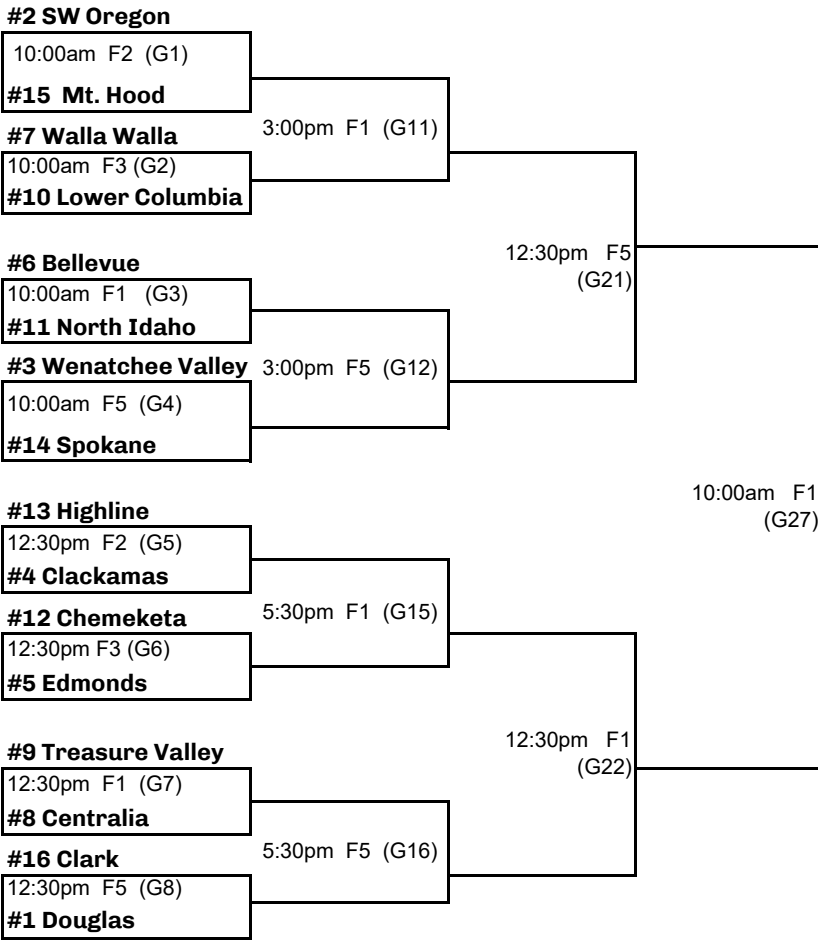 #2 SW Oregon
10:00am F2 (G1)
#15 Mt. Hood
#7 Walla Walla
10:00am F3 (G2)
#10 Lower Columbia
3:00pm F1 (G11)
#6 Bellevue
10:00am F1 (G3)
#11 North Idaho
#3 Wenatchee Valley
10:00am F5 (G4)
#14 Spokane
3:00pm F5 (G12)
12:30pm F5
(G21)
#13 Highline
12:30pm F2 (G5)
#4 Clackamas
#12 Chemeketa
12:30pm F3 (G6)
#5 Edmonds
5:30pm F1 (G15)
#9 Treasure Valley
12:30pm F1 (G7)
#8 Centralia
#16 Clark
12:30pm F5 (G8)
#1 Douglas
5:30pm F5 (G16)
12:30pm F1
(G22)
10:00am F1
(G27)